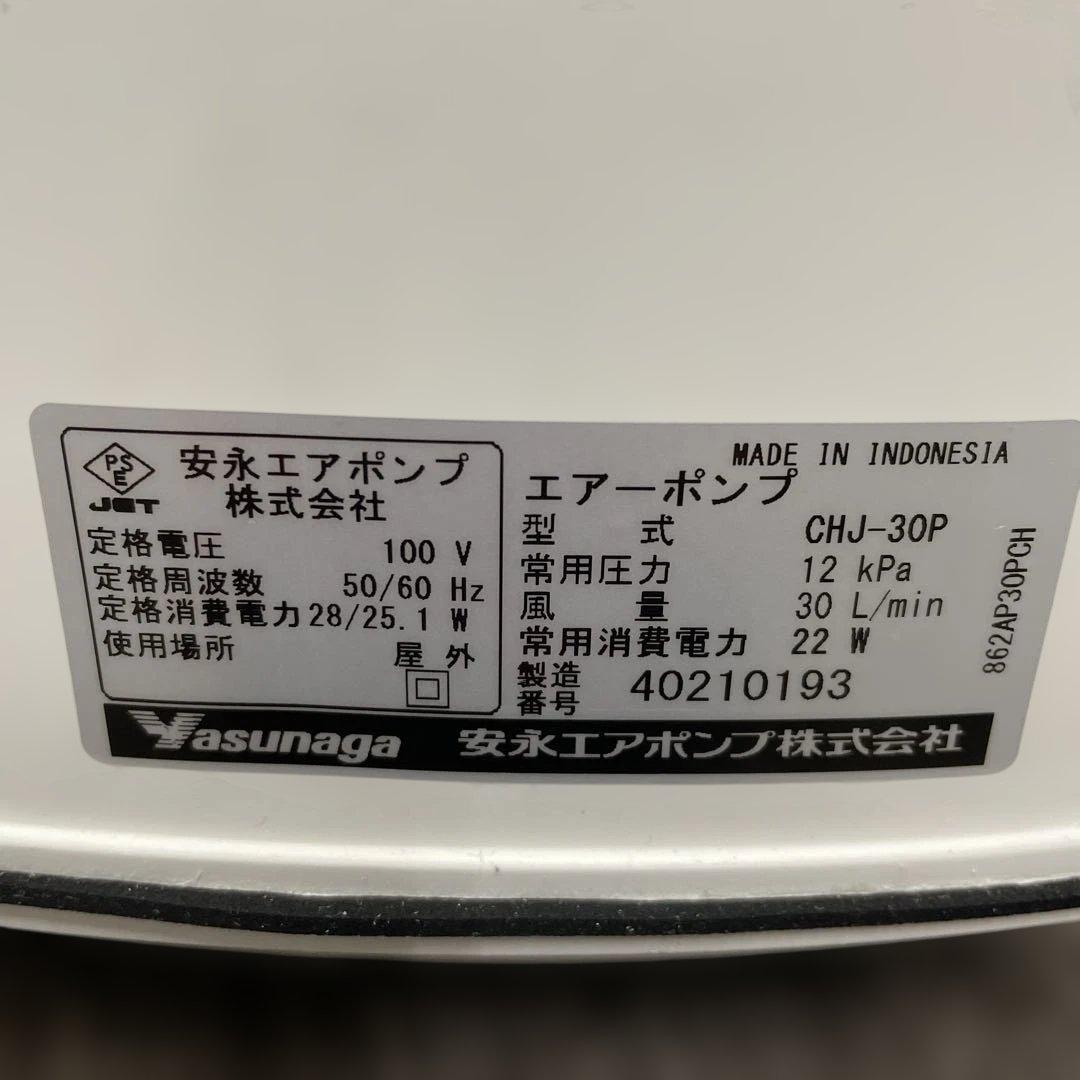 PSE
JET
安永エアポンプ
株式会社
定格電圧 100 V
定格周波数 50/60 Hz
定格消費電力 28/25.1 W
使用場所 屋外
MADE IN INDONESIA
エアーポンプ
型式 CHJ-30P
常用圧力 12 kPa
風量 30 L/min
常用消費電力 22 W
製造
番号 40210193
862AP30PCH
Yasunaga 安永エアポンプ株式会社